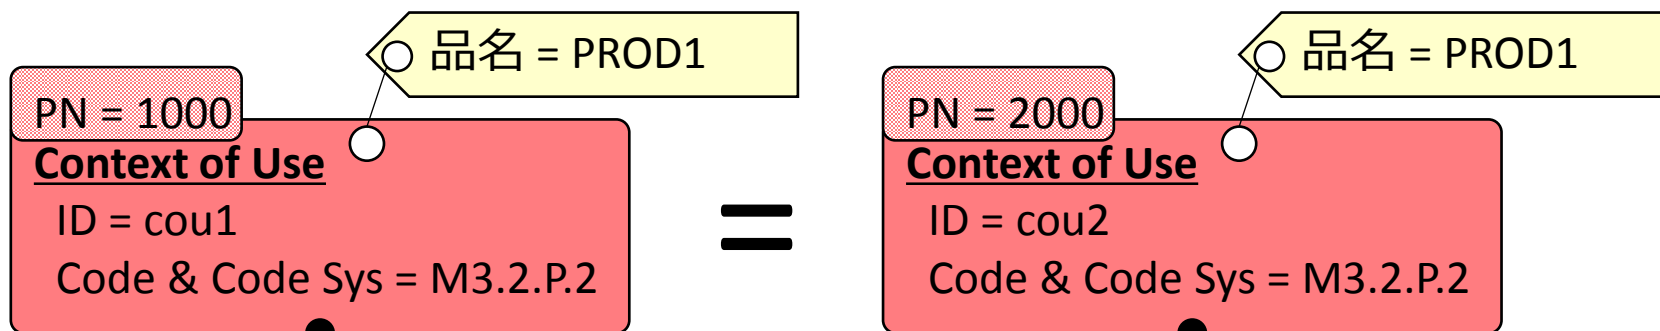 品名 = PROD1
PN = 1000
Context of Use
ID = cou1
Code & Code Sys = M3.2.P.2
=
品名 = PROD1
PN = 2000
Context of Use
ID = cou2
Code & Code Sys = M3.2.P.2